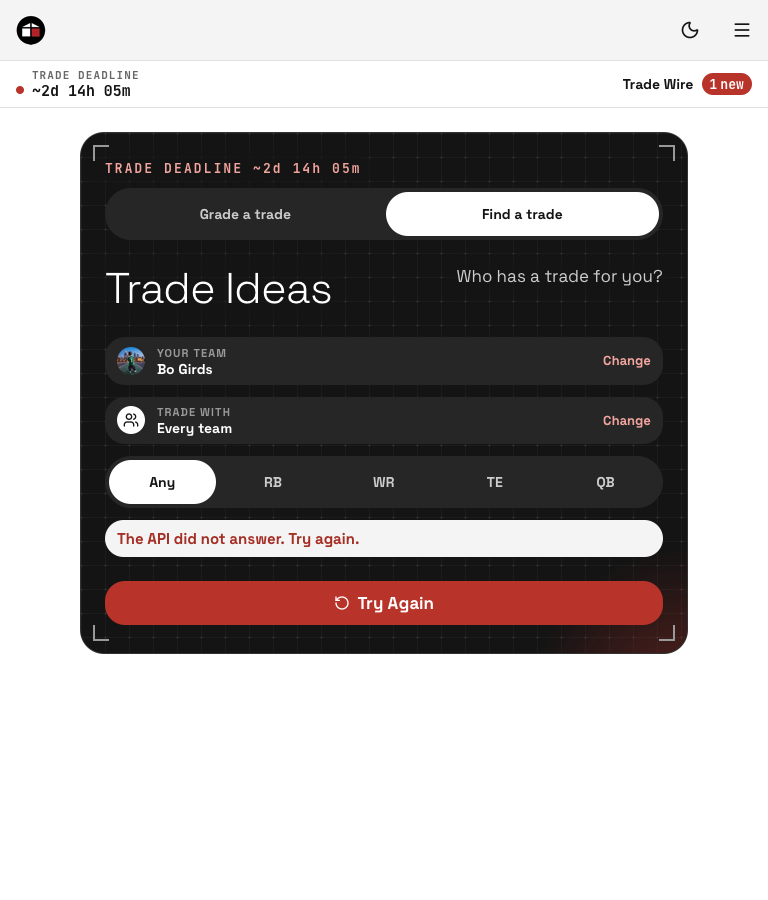 TRADE DEADLINE
~2d 14h 05m
Trade Wire
1 new
TRADE DEADLINE ~2d 14h 05m
Grade a trade
Find a trade
Trade Ideas
Who has a trade for you?
YOUR TEAM
Bo Girds
Change
TRADE WITH
Every team
Change
Any
RB
WR
TE
QB
The API did not answer. Try again.
Try Again